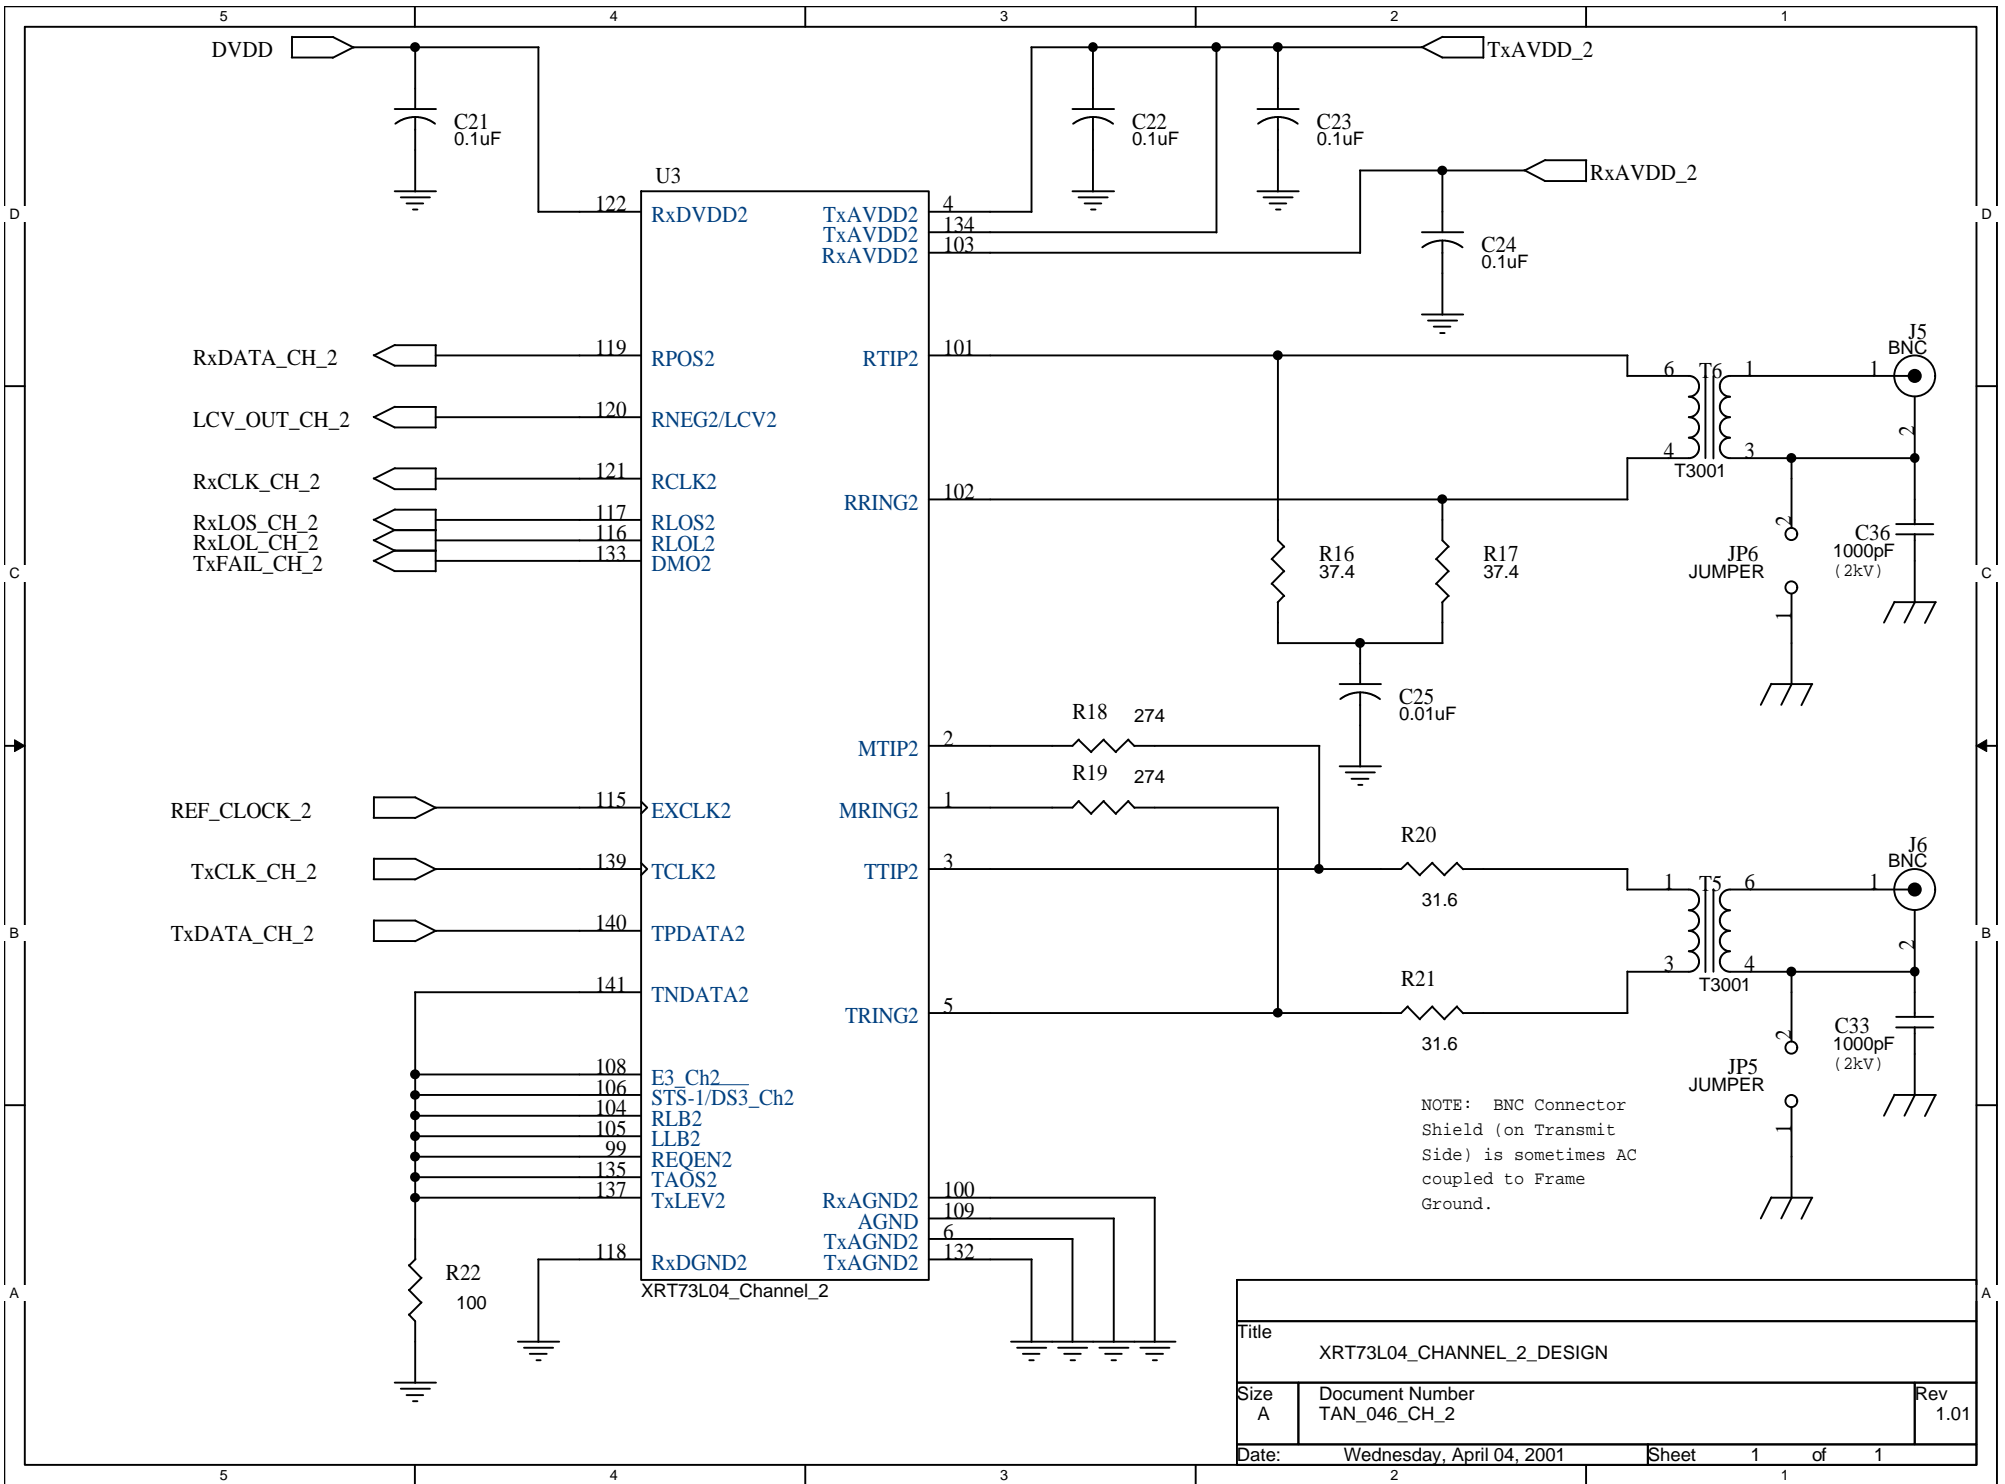 5 4 3 2 1
DVDD
TxAVDD_2
C21
0.1uF
C22
0.1uF
C23
0.1uF
RxAVDD_2
U3
D D
122 RxDVDD2
TxAVDD2 4
TxAVDD2 134
RxAVDD2 103
C24
0.1uF
RxDATA_CH_2 119 RPOS2
RTIP2 101
J5
BNC
6 T6 1 1
LCV_OUT_CH_2 120 RNEG2/LCV2
2
4 3
T3001
RxCLK_CH_2 121 RCLK2
RRING2 102
RxLOS_CH_2 117 RLOS2
RxLOL_CH_2 116 RLOL2
TxFAIL_CH_2 133 DMO2
R16
37.4
R17
37.4
2
JP6
JUMPER
1
C36
1000pF
(2kV)
C C
C25
0.01uF
R18 274
MTIP2 2
R19 274
REF_CLOCK_2 115 EXCLK2
MRING2 1
R20
31.6
TxCLK_CH_2 139 TCLK2
TTIP2 3
J6
BNC
1 T5 6 1
TxDATA_CH_2 140 TPDATA2
B B
2
3 4
T3001
141 TNDATA2
R21
31.6
TRING2 5
2
JP5
JUMPER
1
C33
1000pF
(2kV)
108 E3_Ch2
106 STS-1/DS3_Ch2
104 RLB2
105 LLB2
99 REQEN2
135 TAOS2
137 TxLEV2
NOTE: BNC Connector
Shield (on Transmit
Side) is sometimes AC
coupled to Frame
Ground.
RxAGND2 100
AGND 109
TxAGND2 6
TxAGND2 132
118 RxDGND2
R22
100
XRT73L04_Channel_2
A A
Title
XRT73L04_CHANNEL_2_DESIGN
Size
A
Document Number
TAN_046_CH_2
Rev
1.01
Date: Wednesday, April 04, 2001 Sheet 1 of 1
5 4 3 2 1